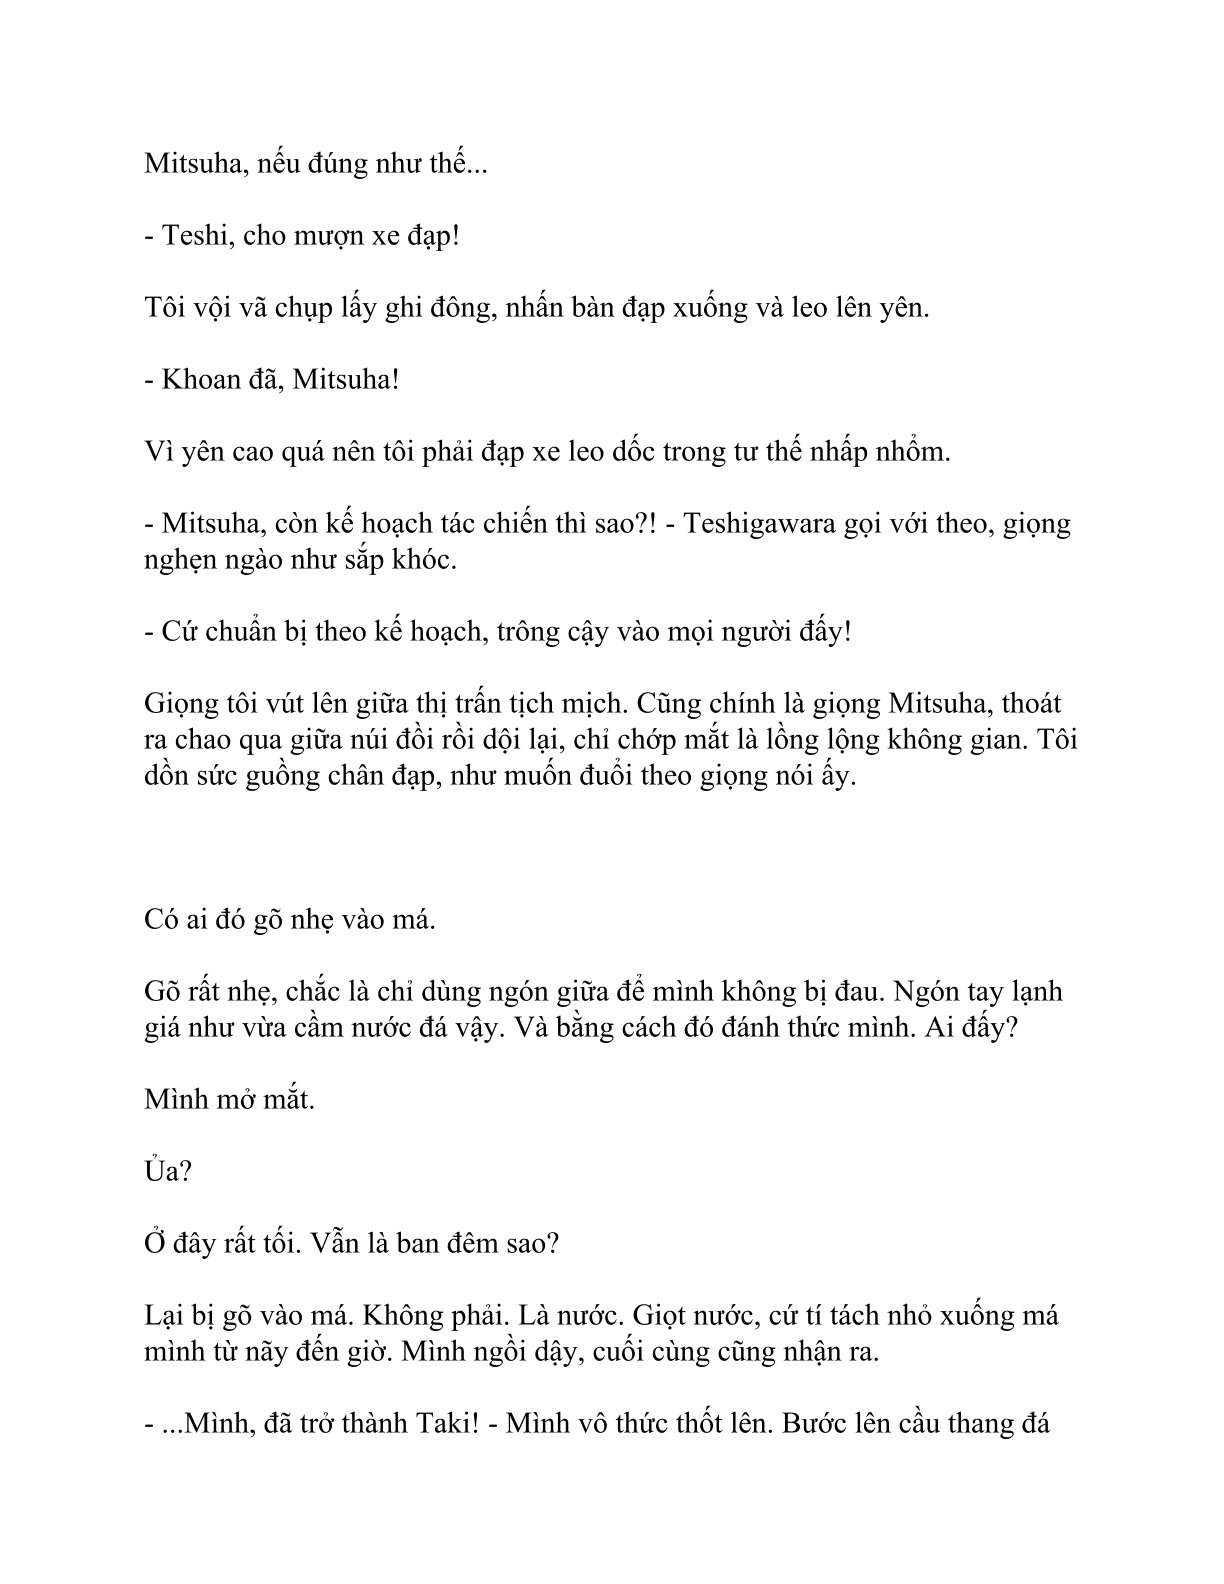 Mitsuha, nếu đúng như thế...
- Teshi, cho mượn xe đạp!
Tôi vội vã chụp lấy ghi đông, nhấn bàn đạp xuống và leo lên yên.
- Khoan đã, Mitsuha!
Vì yên cao quá nên tôi phải đạp xe leo dốc trong tư thế nhấp nhổm.
- Mitsuha, còn kế hoạch tác chiến thì sao?! - Teshigawara gọi với theo, giọng
nghẹn ngào như sắp khóc.
- Cứ chuẩn bị theo kế hoạch, trông cậy vào mọi người đấy!
Giọng tôi vút lên giữa thị trấn tịch mịch. Cũng chính là giọng Mitsuha, thoát
ra chao qua giữa núi đồi rồi dội lại, chỉ chớp mắt là lồng lộng không gian. Tôi
dồn sức guồng chân đạp, như muốn đuổi theo giọng nói ấy.
Có ai đó gõ nhẹ vào má.
Gõ rất nhẹ, chắc là chỉ dùng ngón giữa để mình không bị đau. Ngón tay lạnh
giá như vừa cầm nước đá vậy. Và bằng cách đó đánh thức mình. Ai đấy?
Mình mở mắt.
Ủa?
Ở đây rất tối. Vẫn là ban đêm sao?
Lại bị gõ vào má. Không phải. Là nước. Giọt nước, cứ tí tách nhỏ xuống má
mình từ nãy đến giờ. Mình ngồi dậy, cuối cùng cũng nhận ra.
- ...Mình, đã trở thành Taki! - Mình vô thức thốt lên. Bước lên cầu thang đá